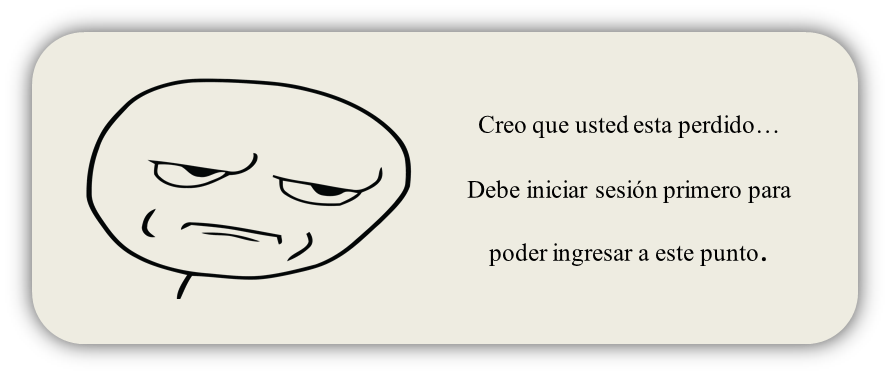 Creo que usted esta perdido…
Debe iniciar sesión primero para
poder ingresar a este punto.